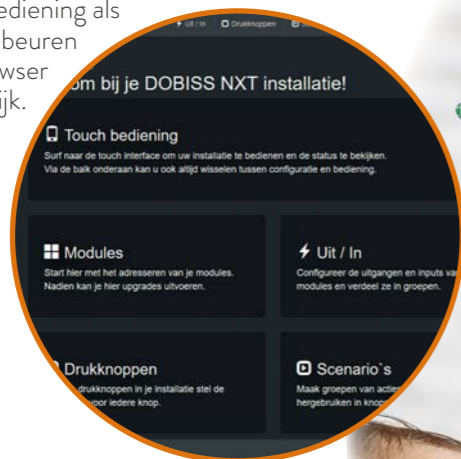 ediening als
beuren
wser
ijk.
Uit / In Drukknoppen
om bij je DOBISS NXT installatie!
Touch bediening
Surf naar de touch interface om uw installatie te bedienen en de status te bekijken.
Via de balk onderaan kan u ook altijd wisselen tussen configuratie en bediening.
Modules
Start hier met het adresseren van je modules.
Nadien kan je hier upgrades uitvoeren.
Uit / In
Configureer de uitgangen en inputs va
modules en verdeel ze in groepen.
Drukknoppen
drukknoppen in je installatie stel de
voor iedere knop.
Scenario`s
Maak groepen van acties
hergebruiken in knop